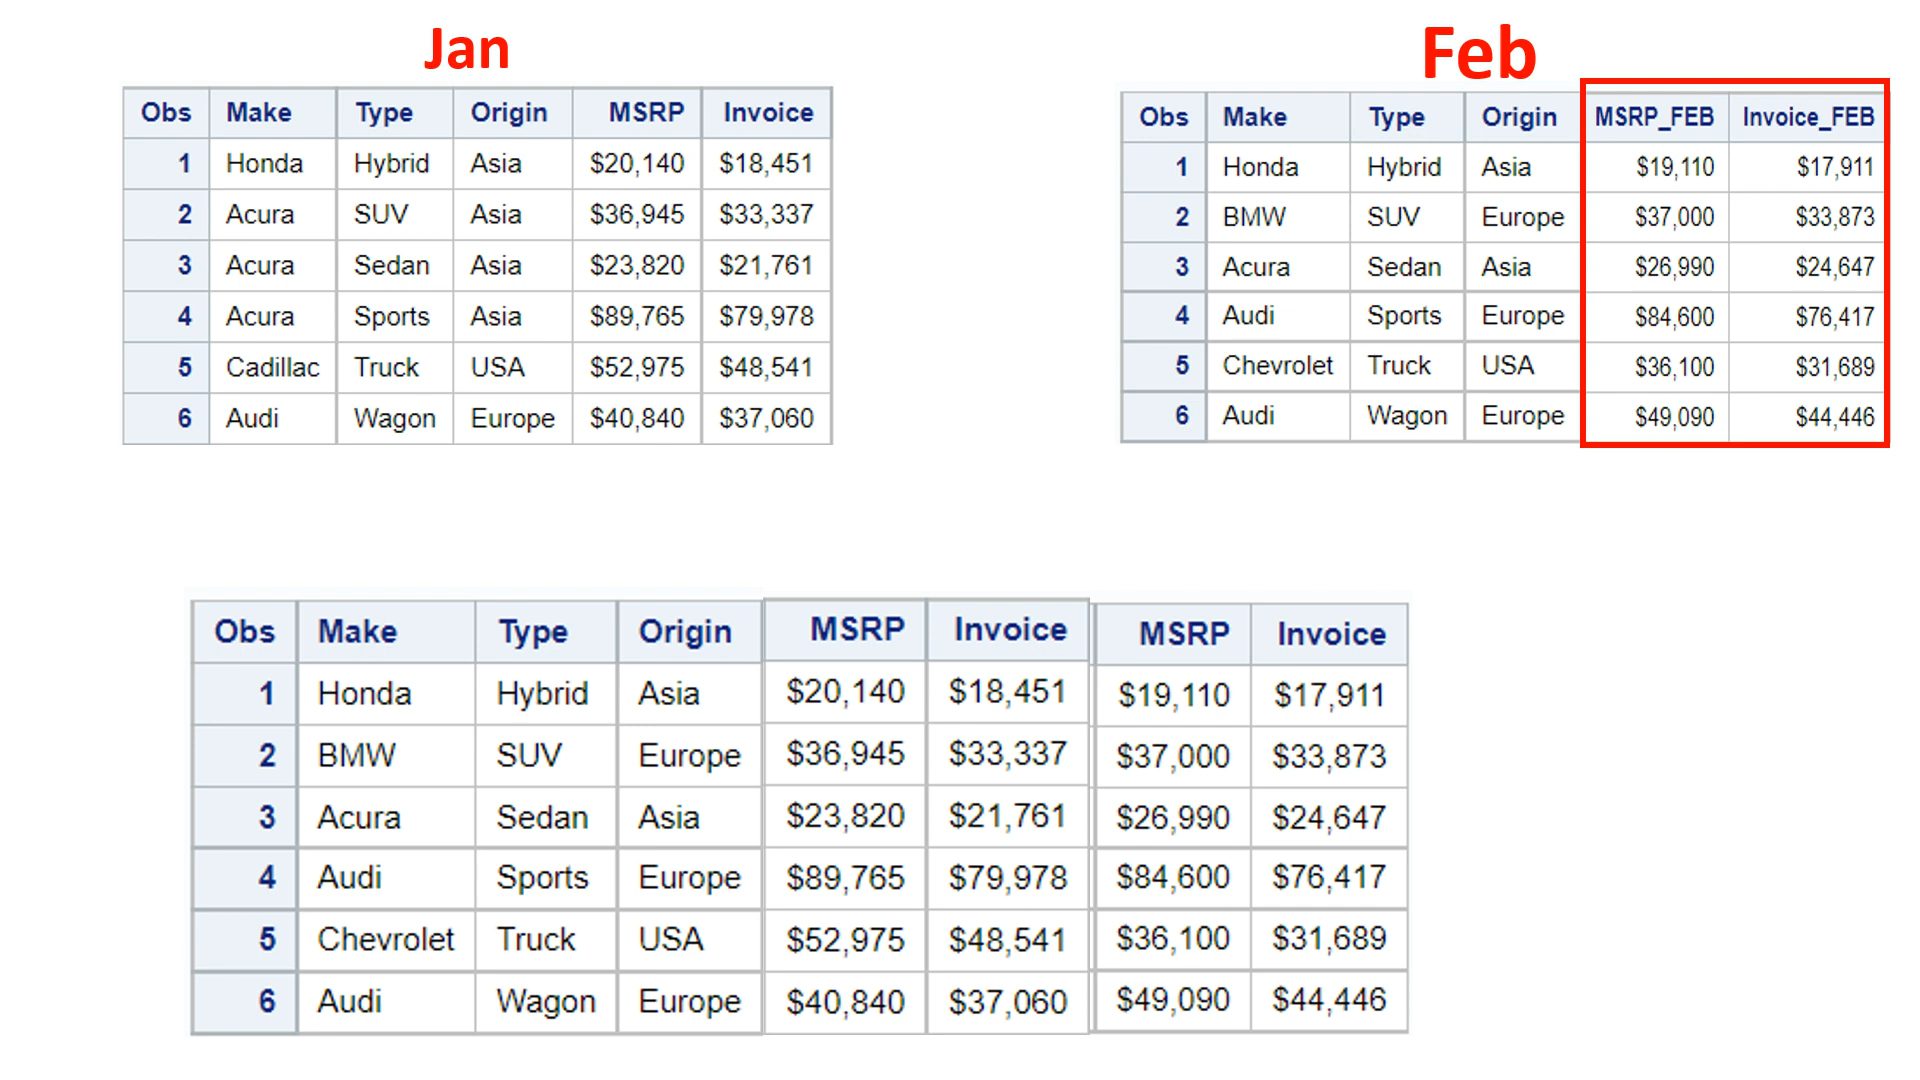 Jan
Obs Make Type Origin MSRP Invoice
1 Honda Hybrid Asia $20,140 $18,451
2 Acura SUV Asia $36,945 $33,337
3 Acura Sedan Asia $23,820 $21,761
4 Acura Sports Asia $89,765 $79,978
5 Cadillac Truck USA $52,975 $48,541
6 Audi Wagon Europe $40,840 $37,060
Feb
Obs Make Type Origin MSRP_FEB Invoice_FEB
1 Honda Hybrid Asia $19,110 $17,911
2 BMW SUV Europe $37,000 $33,873
3 Acura Sedan Asia $26,990 $24,647
4 Audi Sports Europe $84,600 $76,417
5 Chevrolet Truck USA $36,100 $31,689
6 Audi Wagon Europe $49,090 $44,446
Obs Make Type Origin MSRP Invoice MSRP Invoice
1 Honda Hybrid Asia $20,140 $18,451 $19,110 $17,911
2 BMW SUV Europe $36,945 $33,337 $37,000 $33,873
3 Acura Sedan Asia $23,820 $21,761 $26,990 $24,647
4 Audi Sports Europe $89,765 $79,978 $84,600 $76,417
5 Chevrolet Truck USA $52,975 $48,541 $36,100 $31,689
6 Audi Wagon Europe $40,840 $37,060 $49,090 $44,446